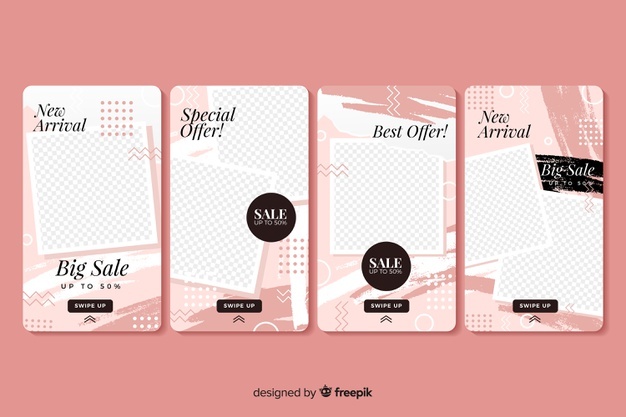 New
Arrival
Big Sale
UP TO 50%
SWIPE UP
Special
Offer!
SALE
UP TO 50%
SWIPE UP
Best Offer!
SALE
UP TO 50%
SWIPE UP
New
Arrival
Big Sale
UP TO 50%
SWIPE UP
designed by freepik